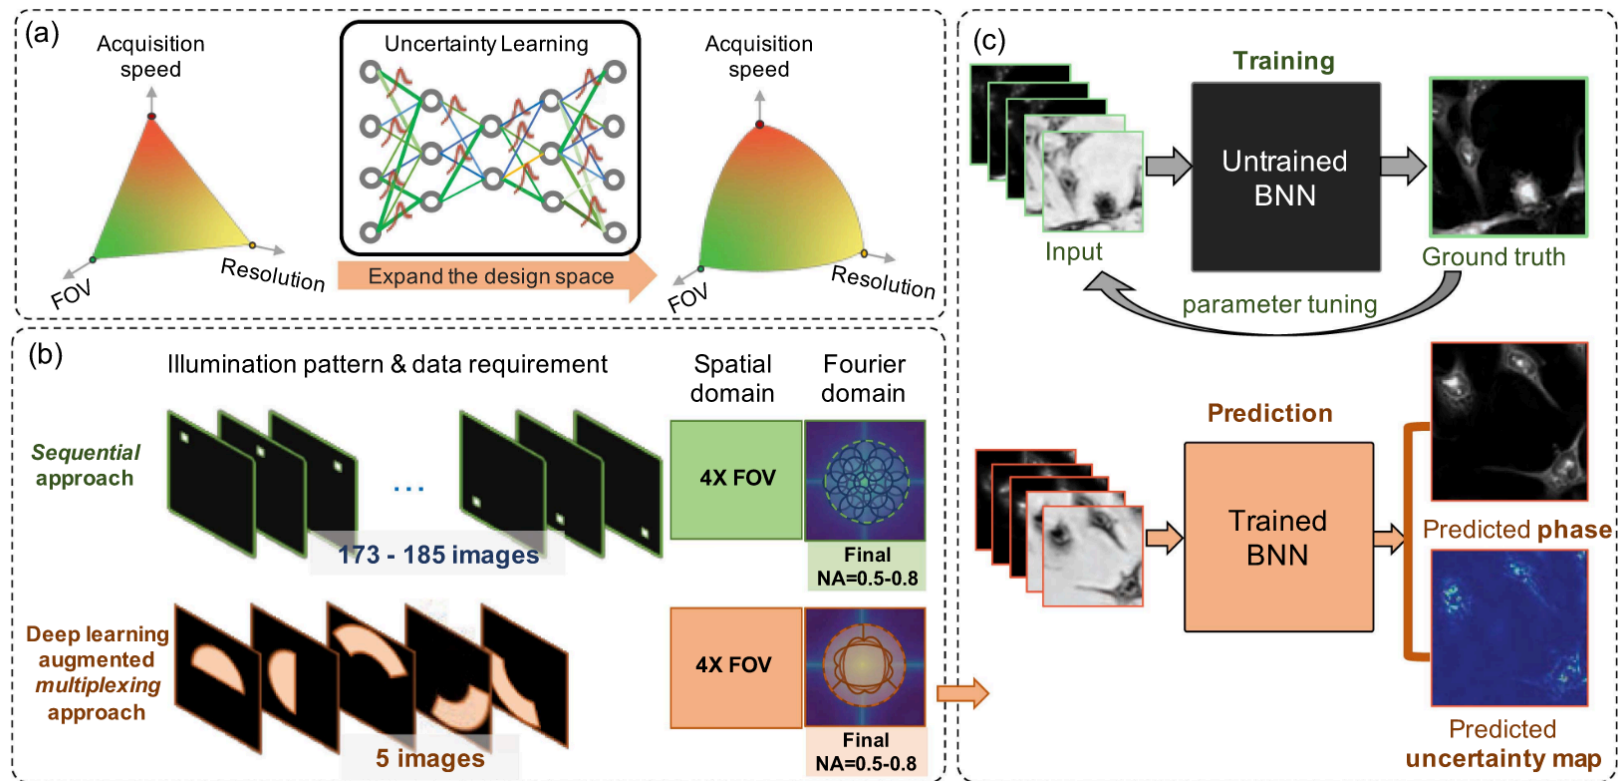 (a)
Acquisition
speed
FOV
Resolution
Uncertainty Learning
Expand the design space
Acquisition
speed
FOV
Resolution
(b)
Illumination pattern & data requirement
Spatial
domain
Fourier
domain
Sequential
approach
...
173 - 185 images
4X FOV
Final
NA=0.5-0.8
Deep learning
augmented
multiplexing
approach
5 images
4X FOV
Final
NA=0.5-0.8
(c)
Training
Input
Untrained
BNN
Ground truth
parameter tuning
Prediction
Trained
BNN
Predicted phase
Predicted
uncertainty map